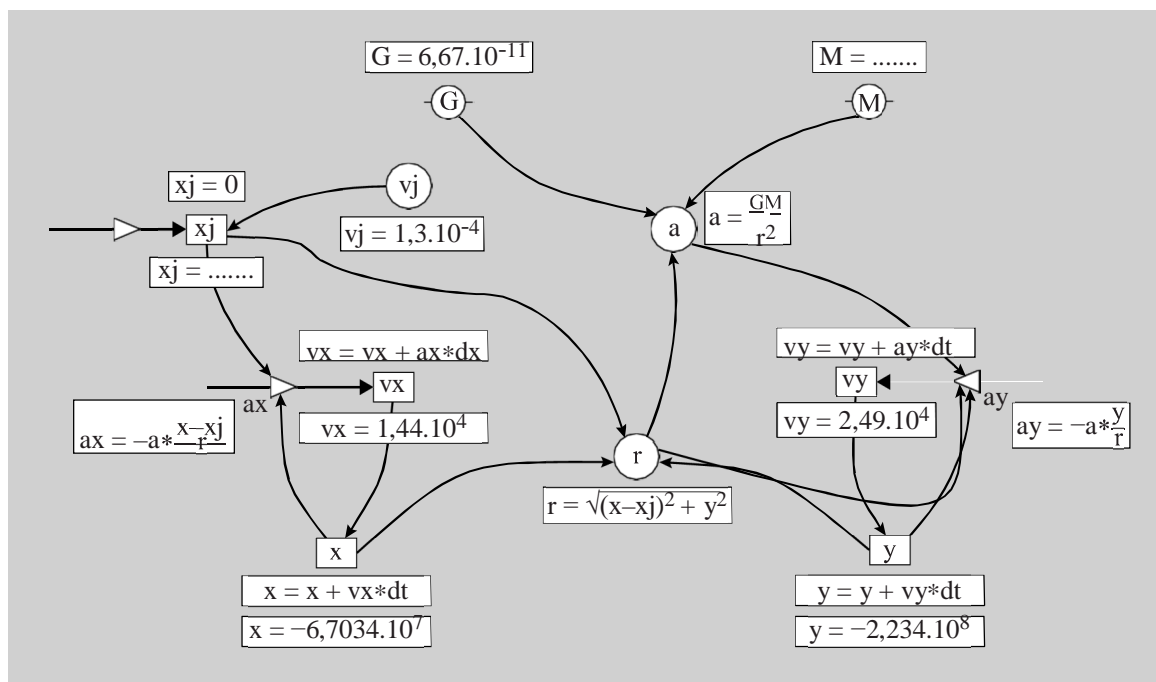 G = 6,67.10⁻¹¹
M = .......
G
M
xj = 0
vj
xj
vj = 1,3.10⁻⁴
a
a = GM/r²
xj = .......
vx = vx + ax*dx
vy = vy + ay*dt
vx
vy
ax
ay
ax = −a*(x−xj)/r
vx = 1,44.10⁴
vy = 2,49.10⁴
ay = −a*y/r
r
r = √(x−xj)² + y²
x
y
x = x + vx*dt
y = y + vy*dt
x = −6,7034.10⁷
y = −2,234.10⁸